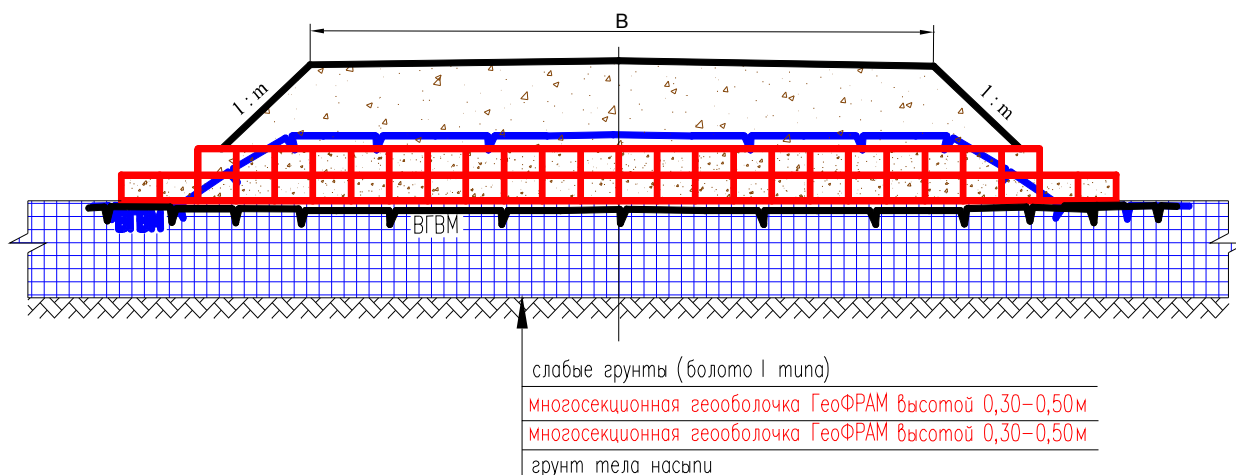 B
1 : m
1 : m
ВГВМ
слабые грунты (болото I типа)
многосекционная геооболочка ГеоФРАМ высотой 0,30-0,50м
многосекционная геооболочка ГеоФРАМ высотой 0,30-0,50м
грунт тела насыпи